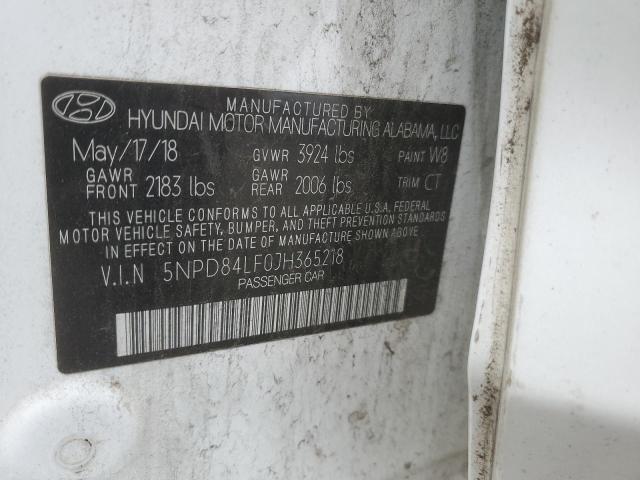 MANUFACTURED BY
HYUNDAI MOTOR MANUFACTURING ALABAMA, LLC
May/17/18 GVWR 3924 lbs PAINT W8
GAWR FRONT 2183 lbs GAWR REAR 2006 lbs TRIM CT
THIS VEHICLE CONFORMS TO ALL APPLICABLE U.S.A. FEDERAL
MOTOR VEHICLE SAFETY, BUMPER, AND THEFT PREVENTION STANDARDS
IN EFFECT ON THE DATE OF MANUFACTURE SHOWN ABOVE.
V.I.N 5NPD84LF0JH365218
PASSENGER CAR